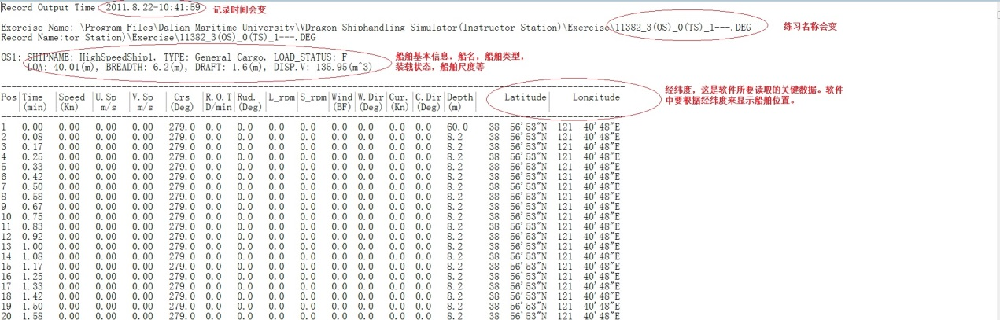 Record Output Time: 2011.8.22-10:41:59
记录时间会变
Exercise Name: \Program Files\Dalian Maritime University\VDragon Shiphandling Simulator(Instructor Station)\Exercise\11382_3(OS)_0(TS)_1---.DEG
练习名称会变
Record Name:tor Station)\Exercise\11382_3(OS)_0(TS)_1---.DEG
OS1: SHIPNAME: HighSpeedShip1, TYPE: General Cargo, LOAD_STATUS: F
LOA: 40.01(m), BREADTH: 6.2(m), DRAFT: 1.6(m), DISP.V: 135.95(m^3)
船舶基本信息：船名，船舶类型，
装载状态，船舶尺度等
经纬度，这是软件所要读取的关键数据。软件
中要根据经纬度来显示船舶位置。
Pos|Time |Speed |U.Sp |V.Sp | Crs |R.O.T |Rud. |L_rpm|S_rpm|Wind|W.Dir|Cur.|C.Dir|Depth| Latitude| Longitude
(min) (Kn) m/s m/s (Deg) D/min (Deg) (BF) (Deg) (Kn) (Deg) (m)
1 0.00 0.00 0.00 0.00 279.0 0.0 0.0 0.0 0.0 0.0 0.0 0.0 0.0 60.0 38 56'53"N 121 40'48"E
2 0.08 0.00 0.00 0.00 279.0 0.0 0.0 0.0 0.0 0.0 0.0 0.0 0.0 8.2 38 56'53"N 121 40'48"E
3 0.17 0.00 0.00 0.00 279.0 0.0 0.0 0.0 0.0 0.0 0.0 0.0 0.0 8.2 38 56'53"N 121 40'48"E
4 0.25 0.00 0.00 0.00 279.0 0.0 0.0 0.0 0.0 0.0 0.0 0.0 0.0 8.2 38 56'53"N 121 40'48"E
5 0.33 0.00 0.00 0.00 279.0 0.0 0.0 0.0 0.0 0.0 0.0 0.0 0.0 8.2 38 56'53"N 121 40'48"E
6 0.42 0.00 0.00 0.00 279.0 0.0 0.0 0.0 0.0 0.0 0.0 0.0 0.0 8.2 38 56'53"N 121 40'48"E
7 0.50 0.00 0.00 0.00 279.0 0.0 0.0 0.0 0.0 0.0 0.0 0.0 0.0 8.2 38 56'53"N 121 40'48"E
8 0.58 0.00 0.00 0.00 279.0 0.0 0.0 0.0 0.0 0.0 0.0 0.0 0.0 8.2 38 56'53"N 121 40'48"E
9 0.67 0.00 0.00 0.00 279.0 0.0 0.0 0.0 0.0 0.0 0.0 0.0 0.0 8.2 38 56'53"N 121 40'48"E
10 0.75 0.00 0.00 0.00 279.0 0.0 0.0 0.0 0.0 0.0 0.0 0.0 0.0 8.2 38 56'53"N 121 40'48"E
11 0.83 0.00 0.00 0.00 279.0 0.0 0.0 0.0 0.0 0.0 0.0 0.0 0.0 8.2 38 56'53"N 121 40'48"E
12 0.92 0.00 0.00 0.00 279.0 0.0 0.0 0.0 0.0 0.0 0.0 0.0 0.0 8.2 38 56'53"N 121 40'48"E
13 1.00 0.00 0.00 0.00 279.0 0.0 0.0 0.0 0.0 0.0 0.0 0.0 0.0 8.2 38 56'53"N 121 40'48"E
14 1.08 0.00 0.00 0.00 279.0 0.0 0.0 0.0 0.0 0.0 0.0 0.0 0.0 8.2 38 56'53"N 121 40'48"E
15 1.17 0.00 0.00 0.00 279.0 0.0 0.0 0.0 0.0 0.0 0.0 0.0 0.0 8.2 38 56'53"N 121 40'48"E
16 1.25 0.00 0.00 0.00 279.0 0.0 0.0 0.0 0.0 0.0 0.0 0.0 0.0 8.2 38 56'53"N 121 40'48"E
17 1.33 0.00 0.00 0.00 279.0 0.0 0.0 0.0 0.0 0.0 0.0 0.0 0.0 8.2 38 56'53"N 121 40'48"E
18 1.42 0.00 0.00 0.00 279.0 0.0 0.0 0.0 0.0 0.0 0.0 0.0 0.0 8.2 38 56'53"N 121 40'48"E
19 1.50 0.00 0.00 0.00 279.0 0.0 0.0 0.0 0.0 0.0 0.0 0.0 0.0 8.2 38 56'53"N 121 40'48"E
20 1.58 0.00 0.00 0.00 279.0 0.0 0.0 0.0 0.0 0.0 0.0 0.0 0.0 8.2 38 56'53"N 121 40'48"E